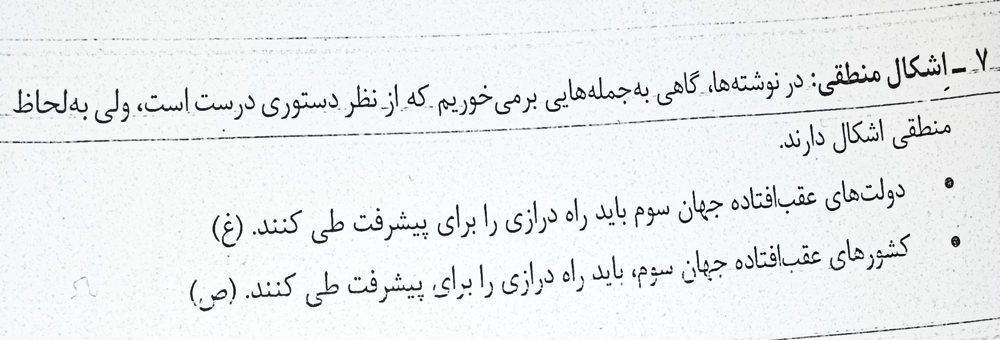 ۷ ـ اِشکال منطقی: در نوشته‌ها، گاهی به‌جمله‌هایی برمی‌خوریم که از نظر دستوری درست است، ولی به‌لحاظ
منطقی اشکال دارند.
• دولت‌های عقب‌افتاده جهان سوم باید راه درازی را برای پیشرفت طی کنند. (غ)
• کشورهای عقب‌افتاده جهان سوم، باید راه درازی را برای پیشرفت طی کنند. (ص)